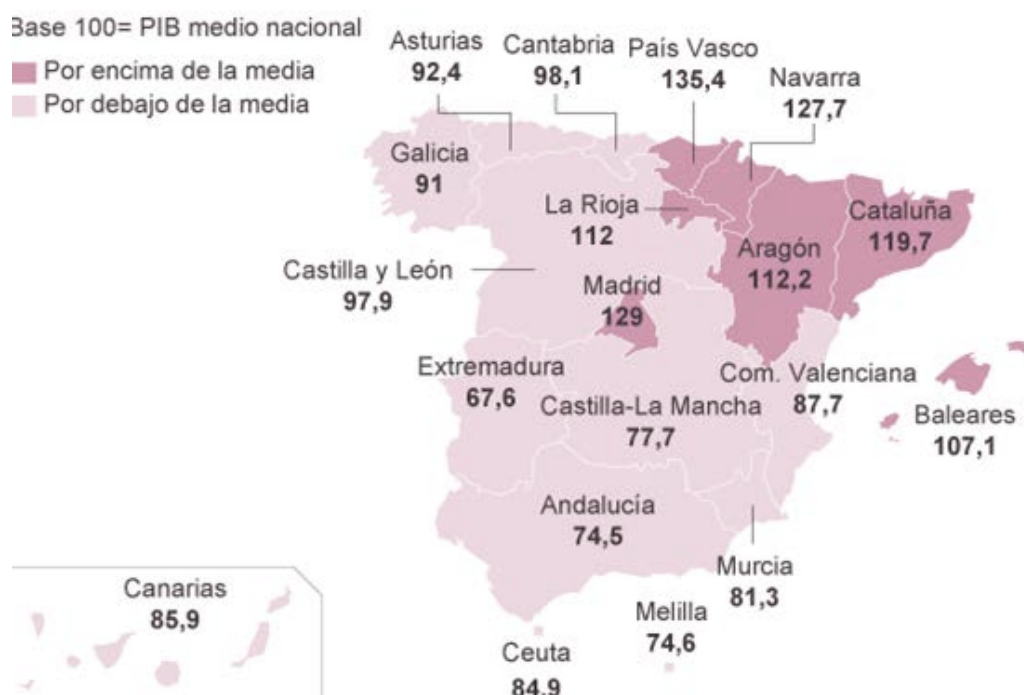 Base 100= PIB medio nacional
Por encima de la media
Por debajo de la media
Asturias
92,4
Cantabria
98,1
País Vasco
135,4
Navarra
127,7
Galicia
91
La Rioja
112
Cataluña
119,7
Aragón
112,2
Castilla y León
97,9
Madrid
129
Extremadura
67,6
Com. Valenciana
87,7
Castilla-La Mancha
77,7
Baleares
107,1
Andalucía
74,5
Murcia
81,3
Canarias
85,9
Melilla
74,6
Ceuta
84,9